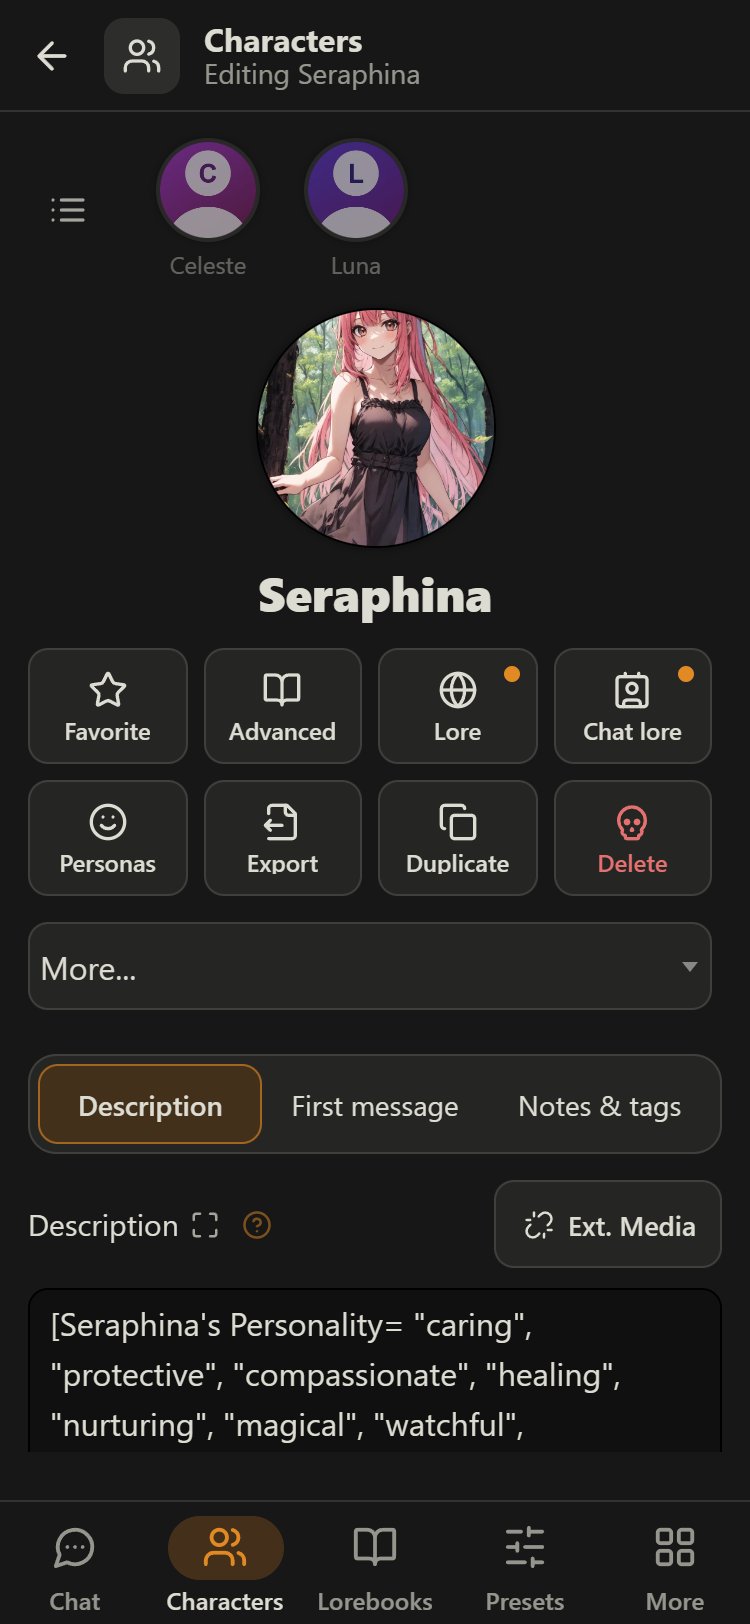 Characters
Editing Seraphina
C
L
Celeste
Luna
Seraphina
Favorite
Advanced
Lore
Chat lore
Personas
Export
Duplicate
Delete
More...
Description
First message
Notes & tags
Description
?
Ext. Media
[Seraphina's Personality= "caring",
"protective", "compassionate", "healing",
"nurturing", "magical", "watchful",
Chat
Characters
Lorebooks
Presets
More